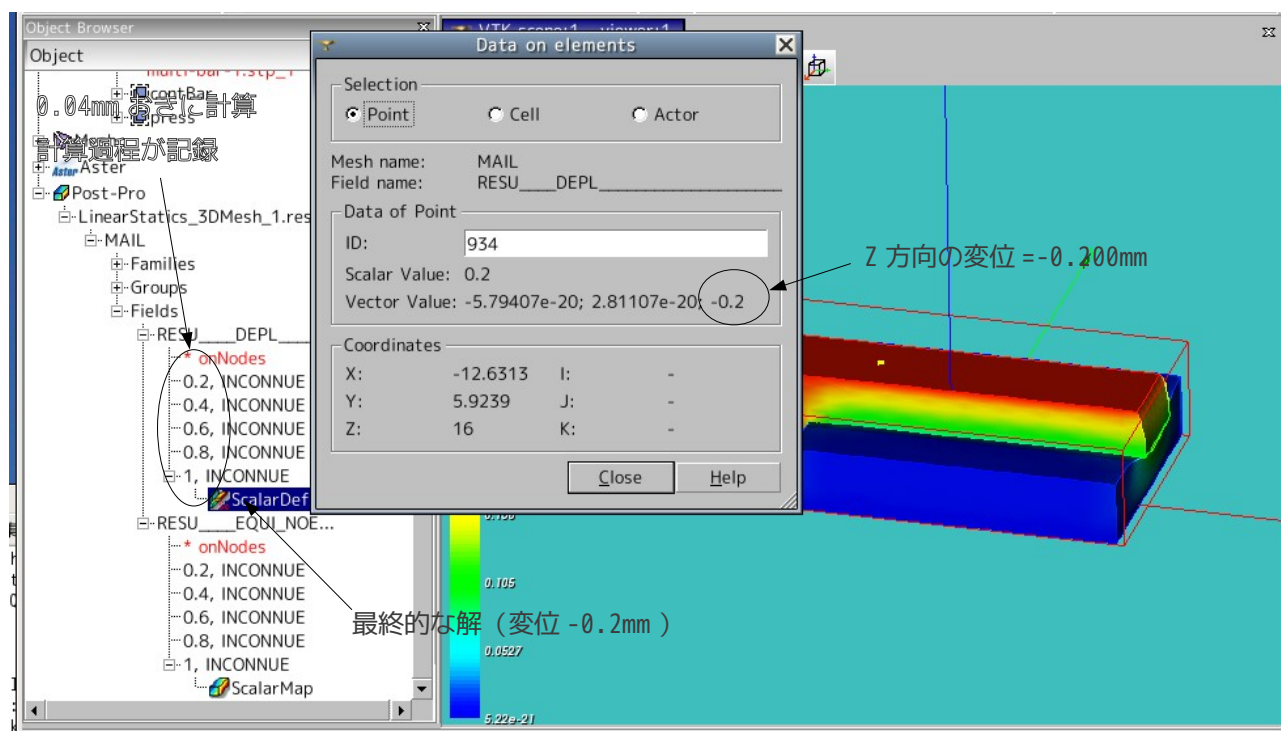 Object Browser
Object
multi-bar-1.stp_1
contBar
press
0.04mm おきに計算
計算過程が記録
Aster
Aster
Post-Pro
LinearStatics_3DMesh_1.res
MAIL
Families
Groups
Fields
RESU____DEPL____
* onNodes
0.2, INCONNUE
0.4, INCONNUE
0.6, INCONNUE
0.8, INCONNUE
1, INCONNUE
ScalarDef
RESU____EQUI_NOE...
* onNodes
0.2, INCONNUE
0.4, INCONNUE
0.6, INCONNUE
0.8, INCONNUE
1, INCONNUE
ScalarMap
VTK scene:1 - viewer:1
Data on elements
Selection
Point Cell Actor
Mesh name: MAIL
Field name: RESU____DEPL____________________
Data of Point
ID: 934
Scalar Value: 0.2
Vector Value: -5.79407e-20; 2.81107e-20; -0.2
Coordinates
X: -12.6313 I: -
Y: 5.9239 J: -
Z: 16 K: -
Close Help
Z 方向の変位 =-0.200mm
最終的な解（変位 -0.2mm ）
0.105
0.0527
5.22e-21